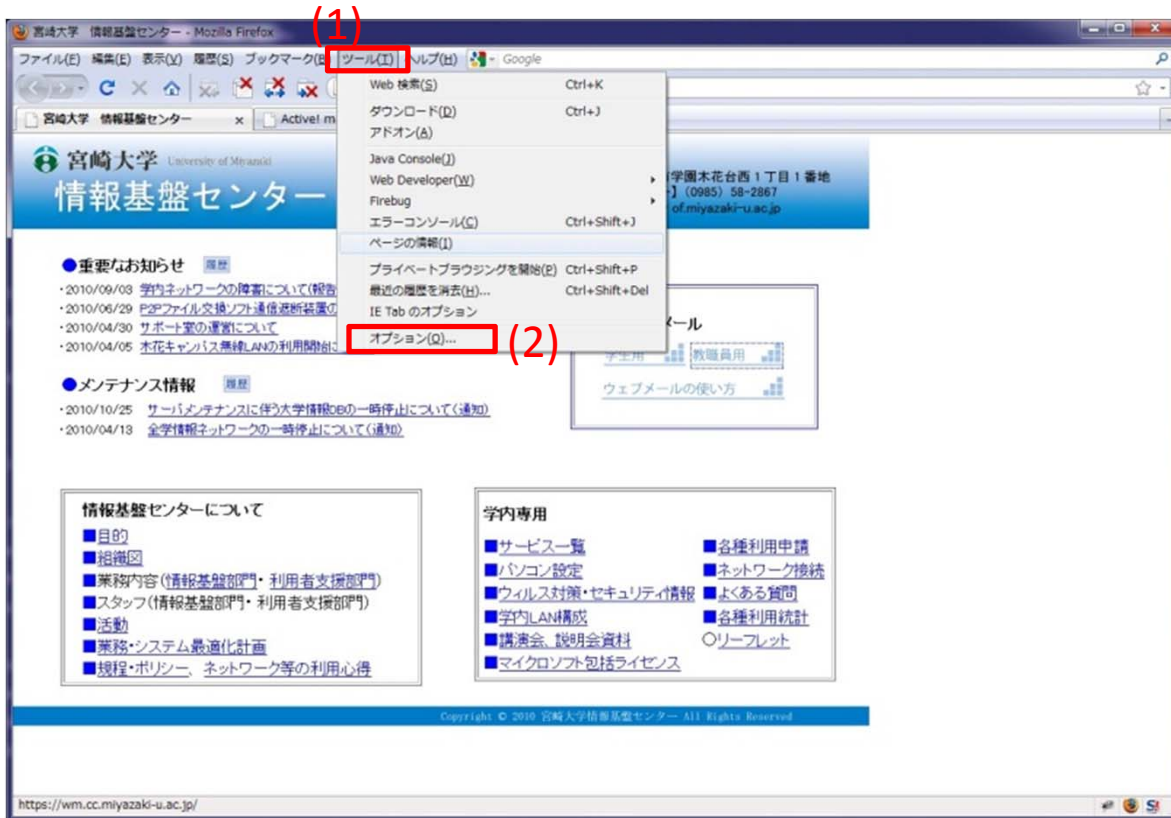 (1)
宮崎大学 情報基盤センター - Mozilla Firefox
ファイル(F) 編集(E) 表示(V) 履歴(S) ブックマーク(B) ツール(T) ヘルプ(H) Google
宮崎大学 情報基盤センター x Active! m
Web 検索(S) Ctrl+K
ダウンロード(D) Ctrl+J
アドオン(A)
Java Console(J)
Web Developer(W)
Firebug
エラーコンソール(C) Ctrl+Shift+J
ページの情報(I)
プライベートブラウジングを開始(P) Ctrl+Shift+P
最近の履歴を消去(H)... Ctrl+Shift+Del
IE Tab のオプション
オプション(O)...
(2)
宮崎大学 University of Miyazaki
情報基盤センター
学園木花台西1丁目1番地
】(0985) 58-2867
of.miyazaki-u.ac.jp
●重要なお知らせ 履歴
・2010/09/03 学内ネットワークの障害について(報告
・2010/06/29 P2Pファイル交換ソフト通信遮断装置の
・2010/04/30 サポート室の運営について
・2010/04/05 木花キャンパス無線LANの利用開始に
メール
学生用 教職員用
ウェブメールの使い方
●メンテナンス情報 履歴
・2010/10/25 サーバメンテナンスに伴う大学情報DBの一時停止について(通知)
・2010/04/13 全学情報ネットワークの一時停止について(通知)
情報基盤センターについて
■目的
■組織図
■業務内容(情報基盤部門・利用者支援部門)
■スタッフ(情報基盤部門・利用者支援部門)
■活動
■業務・システム最適化計画
■規程・ポリシー、ネットワーク等の利用心得
学内専用
■サービス一覧 ■各種利用申請
■パソコン設定 ■ネットワーク接続
■ウィルス対策・セキュリティ情報 ■よくある質問
■学内LAN構成 ■各種利用統計
■講演会、説明会資料 ○リーフレット
■マイクロソフト包括ライセンス
Copyright © 2010 宮崎大学情報基盤センター All Rights Reserved
https://wm.cc.miyazaki-u.ac.jp/